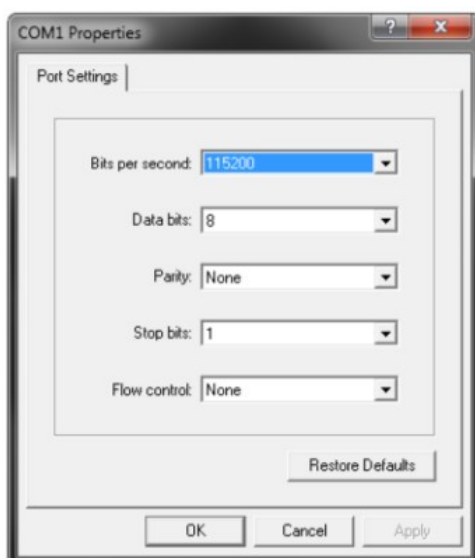 COM1 Properties
Port Settings
Bits per second: 115200
Data bits: 8
Parity: None
Stop bits: 1
Flow control: None
Restore Defaults
OK Cancel Apply